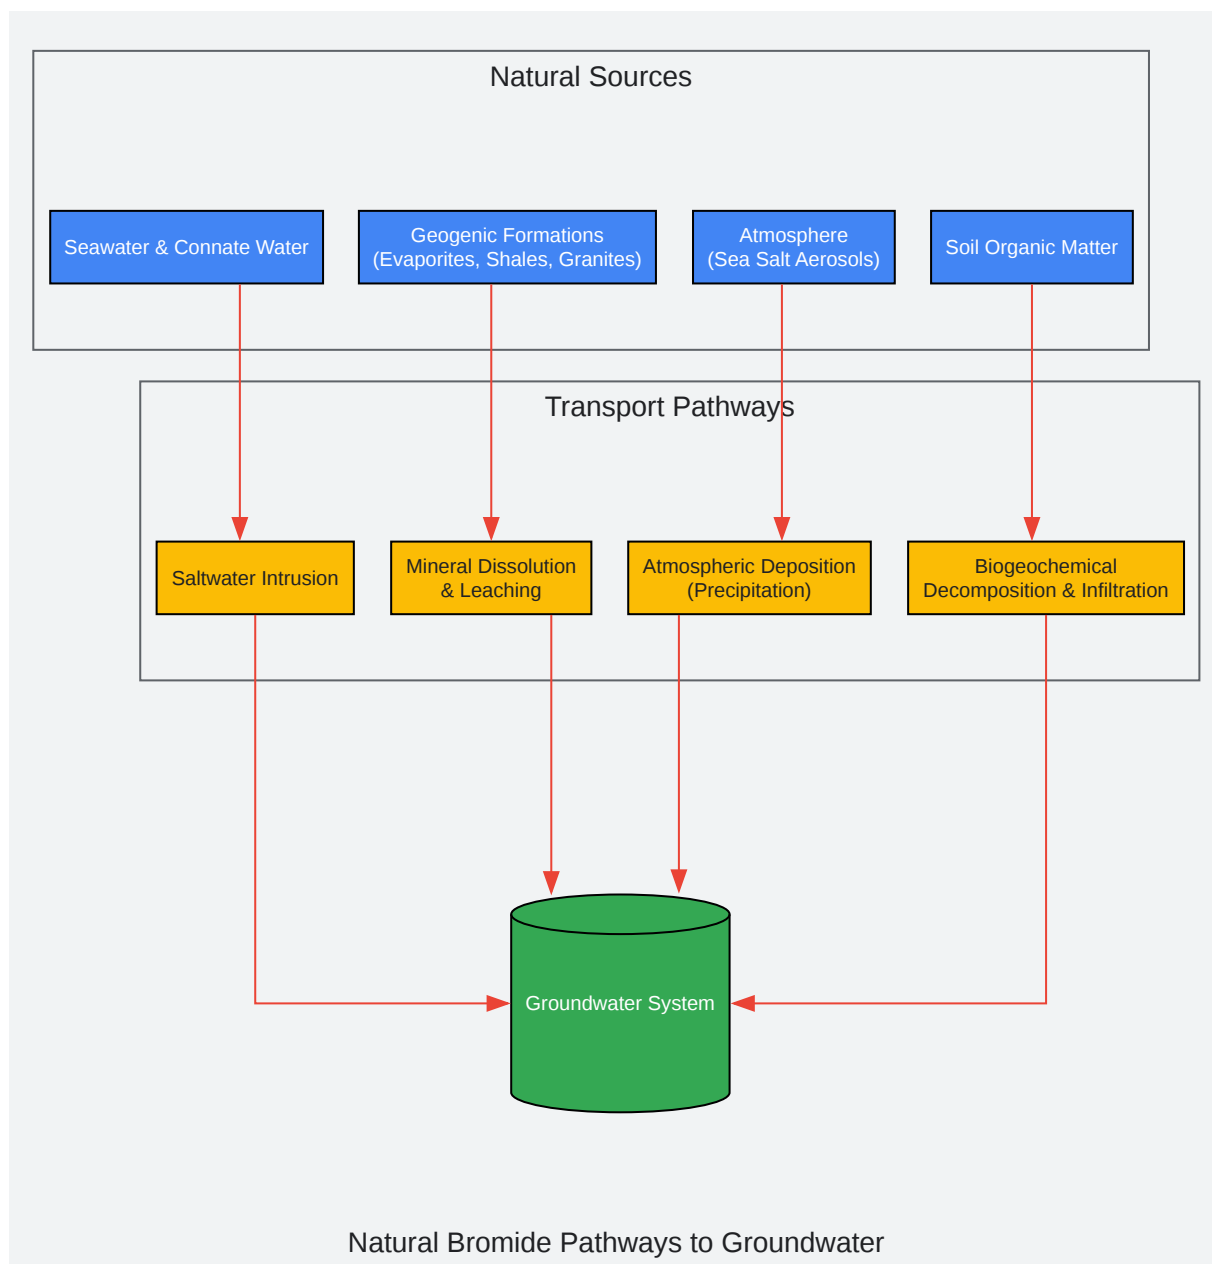 Natural Sources
Seawater & Connate Water
Geogenic Formations
(Evaporites, Shales, Granites)
Atmosphere
(Sea Salt Aerosols)
Soil Organic Matter
Transport Pathways
Saltwater Intrusion
Mineral Dissolution
& Leaching
Atmospheric Deposition
(Precipitation)
Biogeochemical
Decomposition & Infiltration
Groundwater System
Natural Bromide Pathways to Groundwater